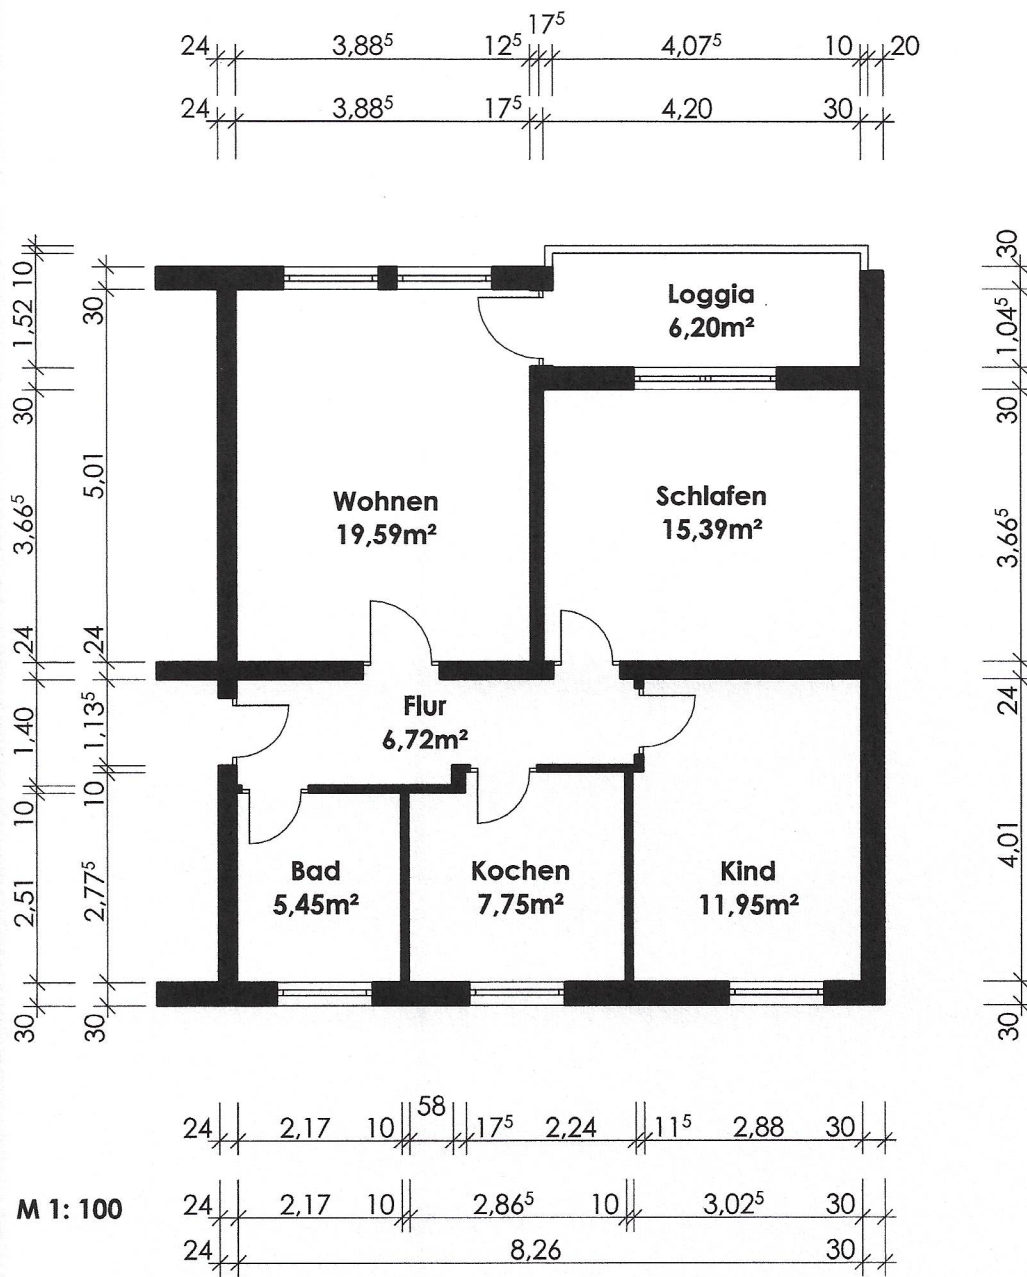 17⁵
24 3,88⁵ 12⁵ 4,07⁵ 10 20
24 3,88⁵ 17⁵ 4,20 30
10
1,52
30
3,66⁵
24
1,40
10
2,51
30
30
5,01
24
1,13⁵
10
2,77⁵
30
Loggia
6,20m²
Wohnen
19,59m²
Schlafen
15,39m²
Flur
6,72m²
Bad
5,45m²
Kochen
7,75m²
Kind
11,95m²
30
1,04⁵
30
3,66⁵
24
4,01
30
58
24 2,17 10 17⁵ 2,24 11⁵ 2,88 30
M 1: 100
24 2,17 10 2,86⁵ 10 3,02⁵ 30
24 8,26 30